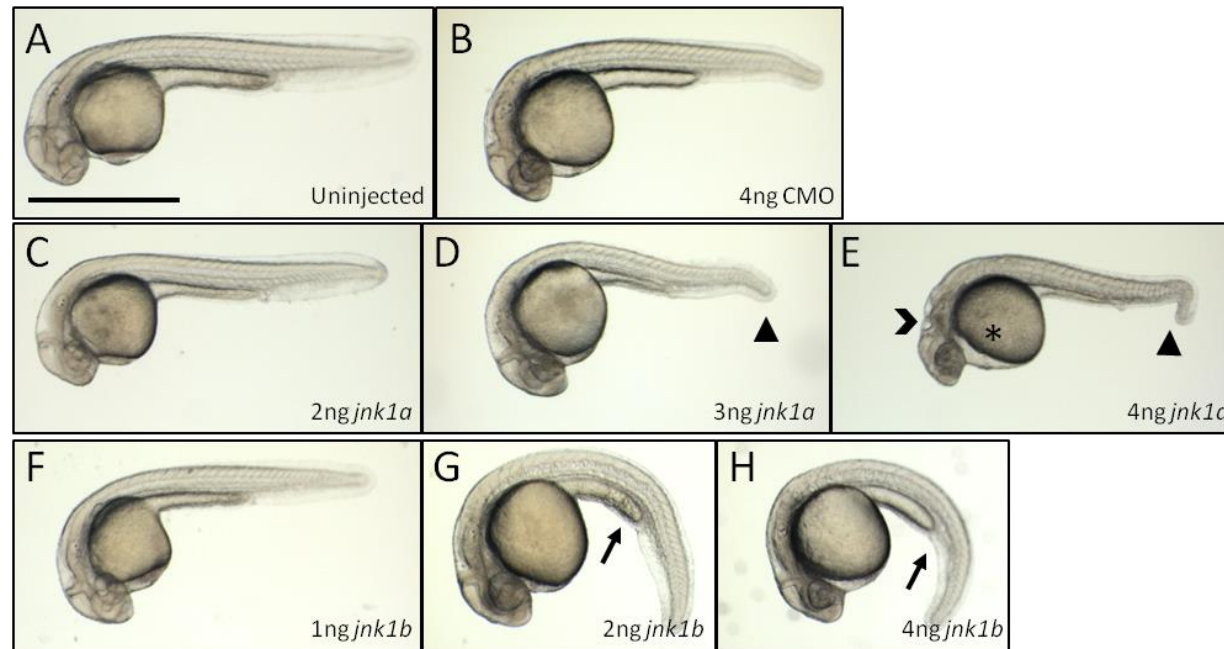 A
Uninjected
B
4ng CMO
C
2ng jnk1a
D
3ng jnk1a
E
*
4ng jnk1a
F
1ng jnk1b
G
2ng jnk1b
H
4ng jnk1b